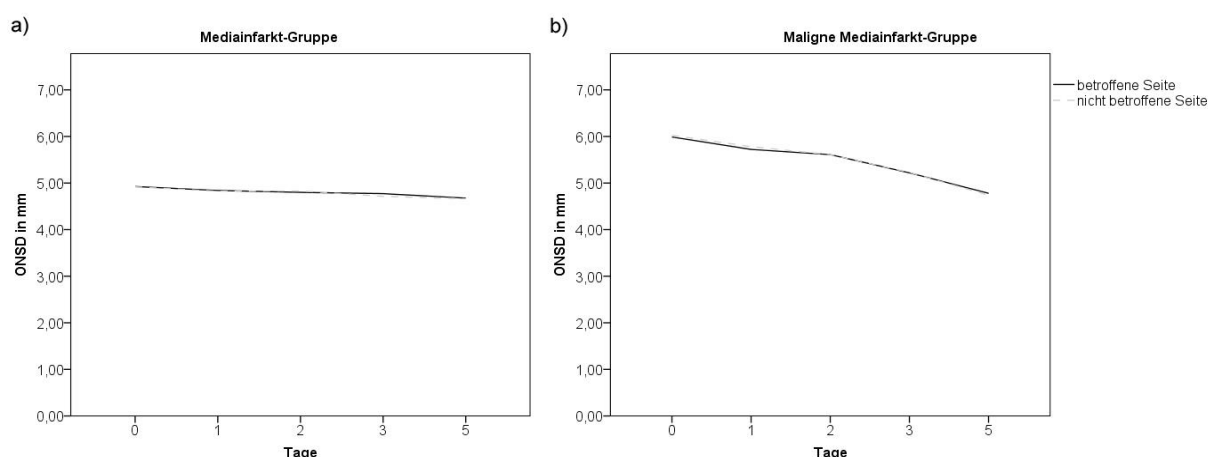 a)
Mediainfarkt-Gruppe
7,00
6,00
5,00
4,00
3,00
2,00
1,00
0,00
ONSD in mm
0 1 2 3 5
Tage
b)
Maligne Mediainfarkt-Gruppe
7,00
6,00
5,00
4,00
3,00
2,00
1,00
0,00
ONSD in mm
0 1 2 3 5
Tage
betroffene Seite
nicht betroffene Seite